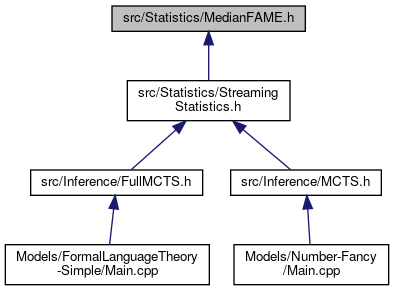 src/Statistics/MedianFAME.h
src/Statistics/Streaming
Statistics.h
src/Inference/FullMCTS.h
src/Inference/MCTS.h
Models/FormalLanguageTheory
-Simple/Main.cpp
Models/Number-Fancy
/Main.cpp